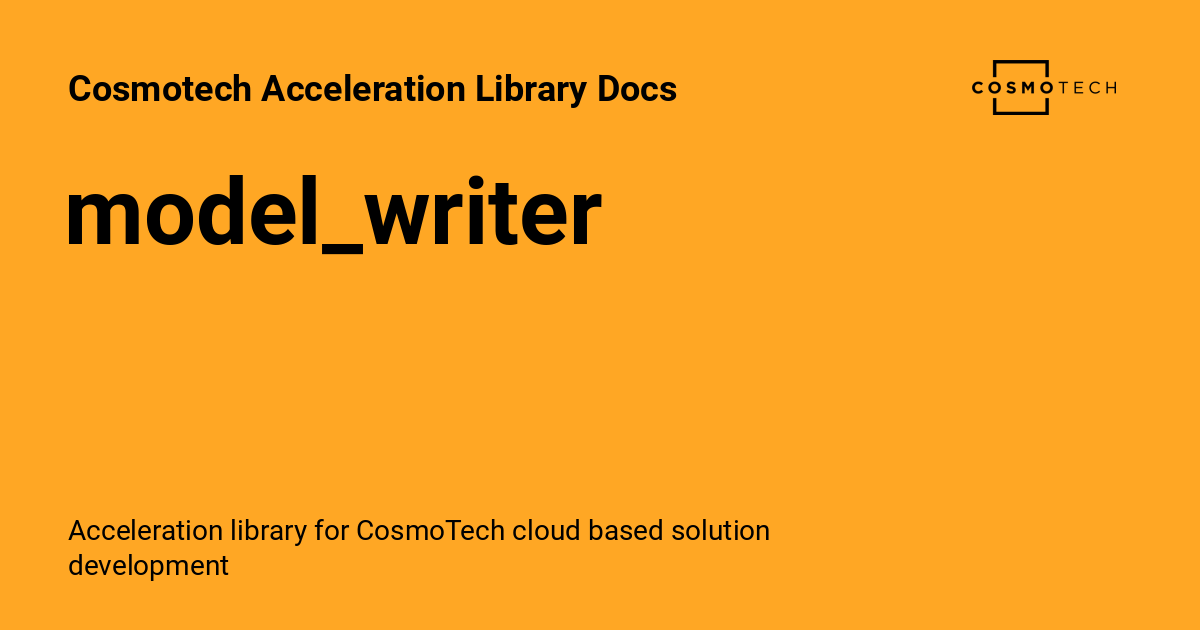 Cosmotech Acceleration Library Docs
COSMOTECH
model_writer
Acceleration library for CosmoTech cloud based solution
development